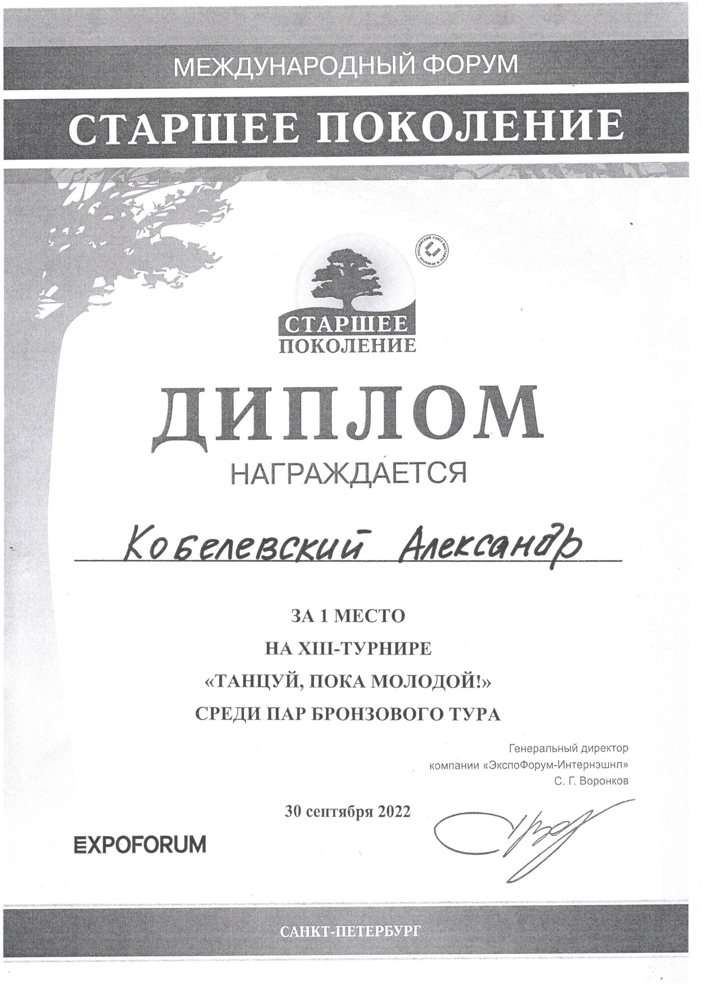 МЕЖДУНАРОДНЫЙ ФОРУМ
СТАРШЕЕ ПОКОЛЕНИЕ
РОССИЙСКИЙ СОЮЗ ВЫСТАВОК И ЯРМАРОК
СТАРШЕЕ
ПОКОЛЕНИЕ
ДИПЛОМ
НАГРАЖДАЕТСЯ
Кобелевский Александр
ЗА 1 МЕСТО
НА XIII-ТУРНИРЕ
«ТАНЦУЙ, ПОКА МОЛОДОЙ!»
СРЕДИ ПАР БРОНЗОВОГО ТУРА
Генеральный директор
компании «ЭкспоФорум-Интернэшнл»
С. Г. Воронков
30 сентября 2022
EXPOFORUM
САНКТ-ПЕТЕРБУРГ